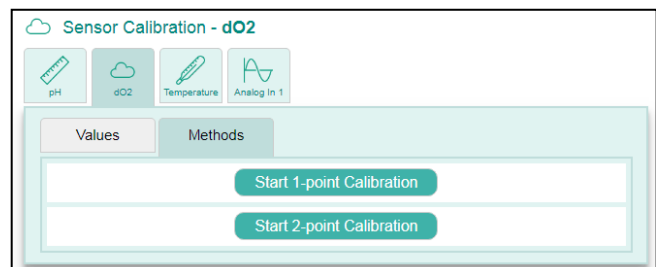 Sensor Calibration - dO2
pH dO2 Temperature Analog In 1
Values Methods
Start 1-point Calibration
Start 2-point Calibration